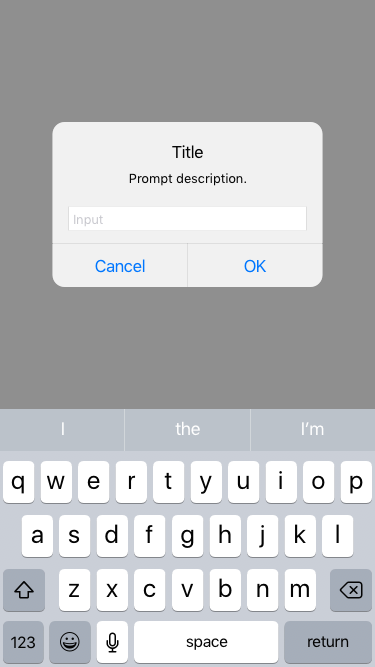 Title
Prompt description.
Input
Cancel OK
I the I'm
q w e r t y u i o p
a s d f g h j k l
z x c v b n m
123 space return